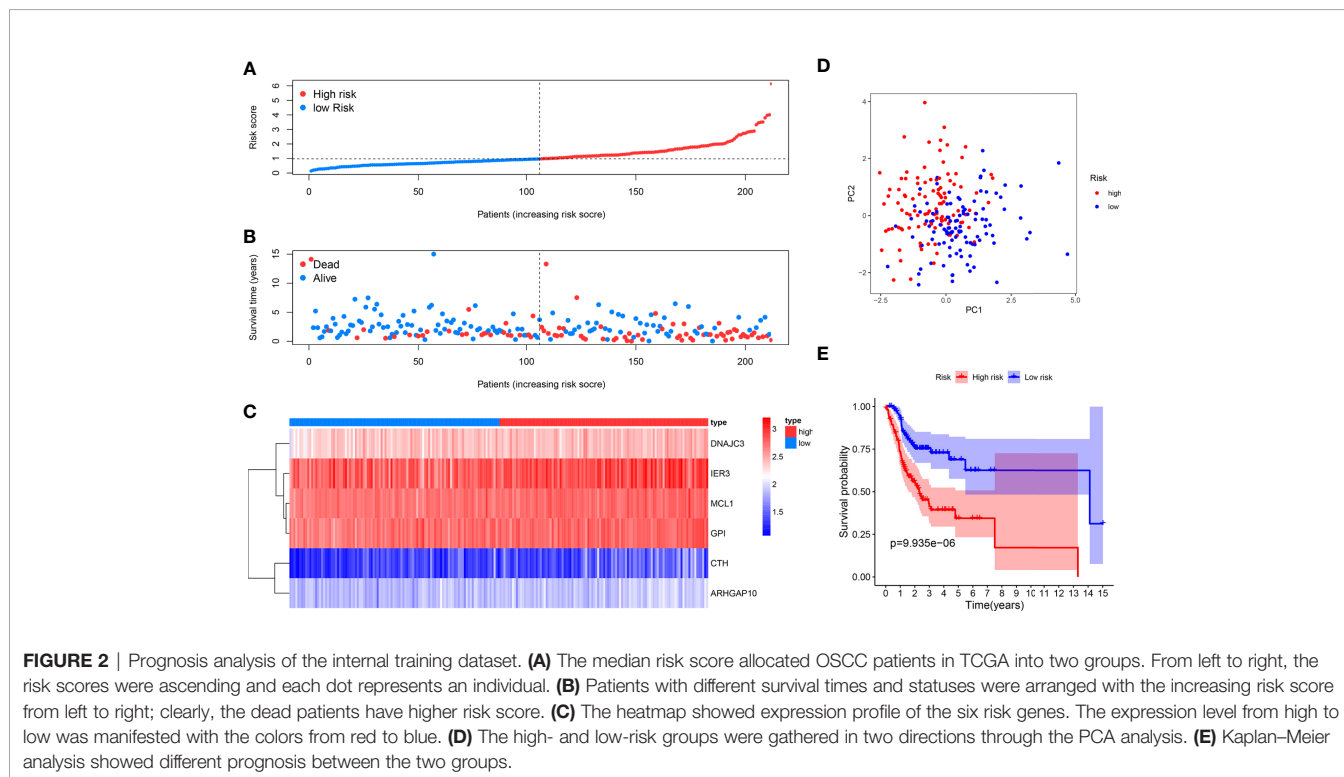 A
High risk
low Risk
Risk score
6
5
4
3
2
1
0
0
50
100
150
200
Patients (increasing risk socre)
B
Dead
Alive
Survival time (years)
15
10
5
0
0
50
100
150
200
Patients (increasing risk socre)
C
type
DNAJC3
IER3
MCL1
GPI
CTH
ARHGAP10
3
2.5
2
1.5
type
high
low
D
PC2
4
2
0
−2
−2.5
0.0
2.5
5.0
PC1
Risk
high
low
E
Risk High risk Low risk
Survival probability
1.00
0.75
0.50
0.25
0.00
p=9.935e−06
0 1 2 3 4 5 6 7 8 9 10 11 12 13 14 15
Time(years)
FIGURE 2 | Prognosis analysis of the internal training dataset. (A) The median risk score allocated OSCC patients in TCGA into two groups. From left to right, the
risk scores were ascending and each dot represents an individual. (B) Patients with different survival times and statuses were arranged with the increasing risk score
from left to right; clearly, the dead patients have higher risk score. (C) The heatmap showed expression profile of the six risk genes. The expression level from high to
low was manifested with the colors from red to blue. (D) The high- and low-risk groups were gathered in two directions through the PCA analysis. (E) Kaplan–Meier
analysis showed different prognosis between the two groups.